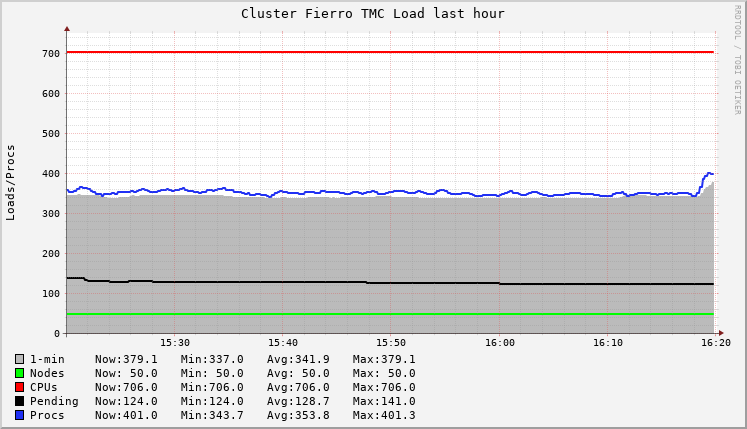 Cluster Fierro TMC Load last hour
RRDTOOL / TOBI OETIKER
Loads/Procs
700
600
500
400
300
200
100
0
15:30 15:40 15:50 16:00 16:10 16:20
1-min Now:379.1 Min:337.0 Avg:341.9 Max:379.1
Nodes Now: 50.0 Min: 50.0 Avg: 50.0 Max: 50.0
CPUs Now:706.0 Min:706.0 Avg:706.0 Max:706.0
Pending Now:124.0 Min:124.0 Avg:128.7 Max:141.0
Procs Now:401.0 Min:343.7 Avg:353.8 Max:401.3